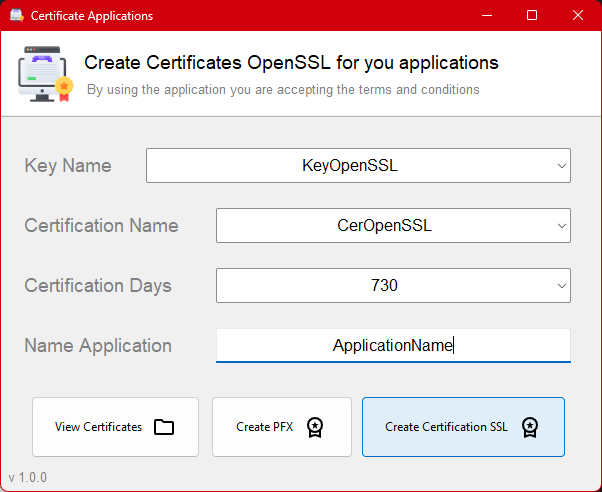 Certificate Applications
Create Certificates OpenSSL for you applications
By using the application you are accepting the terms and conditions
Key Name KeyOpenSSL
Certification Name CerOpenSSL
Certification Days 730
Name Application ApplicationName
View Certificates Create PFX Create Certification SSL
v 1.0.0